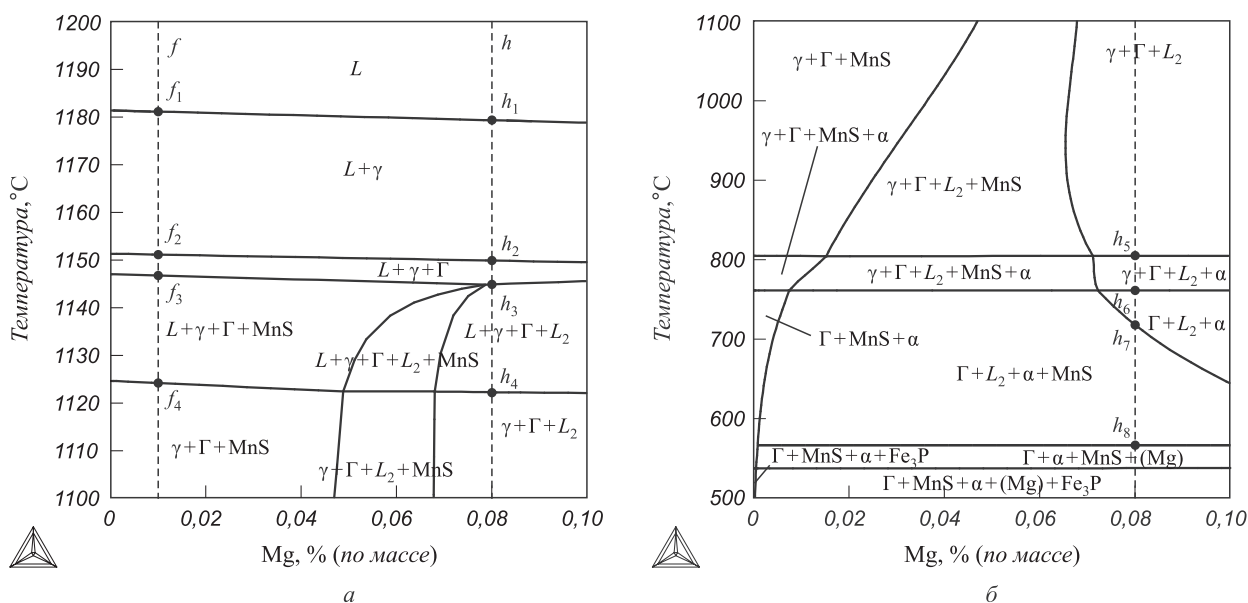 1200
1190
1180
1170
1160
1150
1140
1130
1120
1110
1100
Температура,°C
f
h
L
f1
h1
L+γ
f2
h2
L+γ+Г
f3
h3
L+γ+Г+MnS
L+γ+Г+L2
L+γ+Г+L2+MnS
f4
h4
γ+Г+MnS
γ+Г+L2
γ+Г+L2+MnS
0 0,02 0,04 0,06 0,08 0,10
Mg, % (по массе)
а
1100
1000
900
800
700
600
500
Температура,°C
γ+Г+MnS
γ+Г+L2
γ+Г+MnS+α
γ+Г+L2+MnS
h5
γ+Г+L2+MnS+α
γ+Г+L2+α
h6
Г+L2+α
Г+MnS+α
h7
Г+L2+α+MnS
h8
Г+MnS+α+Fe3P
Г+α+MnS+(Mg)
Г+MnS+α+(Mg)+Fe3P
0 0,02 0,04 0,06 0,08 0,10
Mg, % (по массе)
б